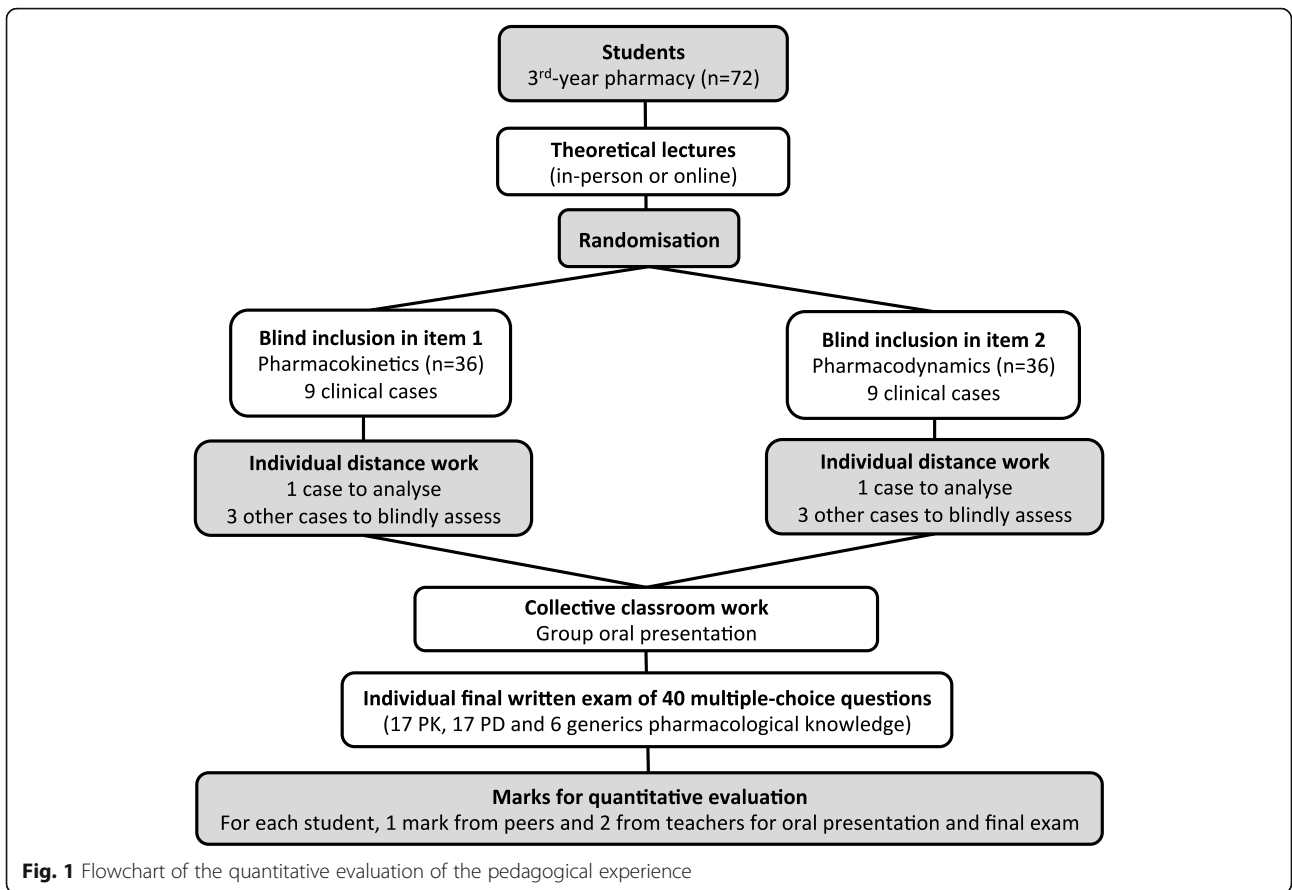 Students
3rd-year pharmacy (n=72)
Theoretical lectures
(in-person or online)
Randomisation
Blind inclusion in item 1
Pharmacokinetics (n=36)
9 clinical cases
Blind inclusion in item 2
Pharmacodynamics (n=36)
9 clinical cases
Individual distance work
1 case to analyse
3 other cases to blindly assess
Individual distance work
1 case to analyse
3 other cases to blindly assess
Collective classroom work
Group oral presentation
Individual final written exam of 40 multiple-choice questions
(17 PK, 17 PD and 6 generics pharmacological knowledge)
Marks for quantitative evaluation
For each student, 1 mark from peers and 2 from teachers for oral presentation and final exam
Fig. 1 Flowchart of the quantitative evaluation of the pedagogical experience